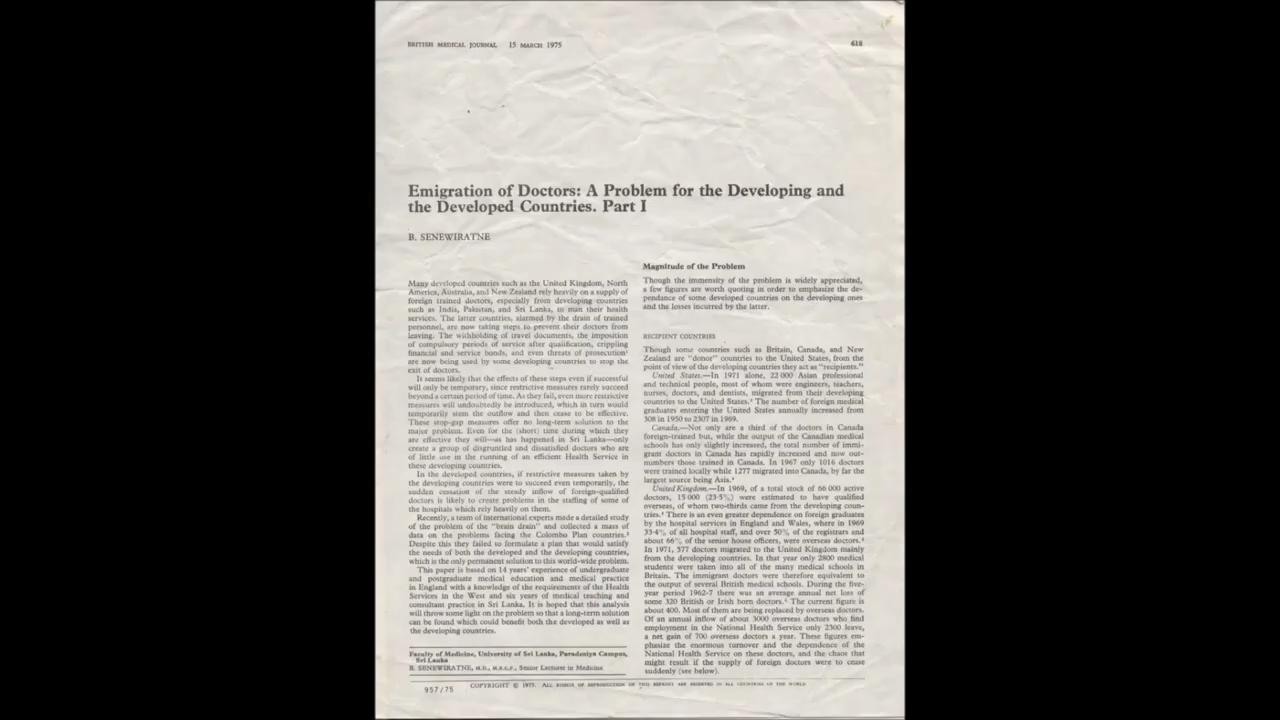 BRITISH MEDICAL JOURNAL 15 MARCH 1975
618
Emigration of Doctors: A Problem for the Developing and
the Developed Countries. Part I
B. SENEWIRATNE
Many developed countries such as the United Kingdom, North
America, Australia, and New Zealand rely heavily on a supply of
foreign trained doctors, especially from developing countries
such as India, Pakistan, and Sri Lanka, to man their health
services. The latter countries, alarmed by the drain of trained
personnel, are now taking steps to prevent their doctors from
leaving. The withholding of travel documents, the imposition
of compulsory periods of service after qualification, crippling
financial and service bonds, and even threats of prosecution¹
are now being used by some developing countries to stop the
exit of doctors.
It seems likely that the effects of these steps even if successful
will only be temporary, since restrictive measures rarely succeed
beyond a certain period of time. As they fail, even more restrictive
measures will undoubtedly be introduced, which in turn would
temporarily stem the outflow and then cease to be effective.
These stop-gap measures offer no long-term solution to the
major problem. Even for the (short) time during which they
are effective they will—as has happened in Sri Lanka—only
create a group of disgruntled and dissatisfied doctors who are
of little use in the running of an efficient Health Service in
these developing countries.
In the developed countries, if restrictive measures taken by
the developing countries were to succeed even temporarily, the
sudden cessation of the steady inflow of foreign-qualified
doctors is likely to create problems in the staffing of some of
the hospitals which rely heavily on them.
Recently, a team of international experts made a detailed study
of the problem of the "brain drain" and collected a mass of
data on the problems facing the Colombo Plan countries.²
Despite this they failed to formulate a plan that would satisfy
the needs of both the developed and the developing countries,
which is the only permanent solution to this world-wide problem.
This paper is based on 14 years' experience of undergraduate
and postgraduate medical education and medical practice
in England with a knowledge of the requirements of the Health
Services in the West and six years of medical teaching and
consultant practice in Sri Lanka. It is hoped that this analysis
will throw some light on the problem so that a long-term solution
can be found which could benefit both the developed as well as
the developing countries.
Faculty of Medicine, University of Sri Lanka, Paradeniya Campus,
Sri Lanka
B. SENEWIRATNE, M.D., M.R.C.P., Senior Lecturer in Medicine
Magnitude of the Problem
Though the immensity of the problem is widely appreciated,
a few figures are worth quoting in order to emphasize the de-
pendance of some developed countries on the developing ones
and the losses incurred by the latter.
RECIPIENT COUNTRIES
Though some countries such as Britain, Canada, and New
Zealand are "donor" countries to the United States, from the
point of view of the developing countries they act as "recipients."
United States.—In 1971 alone, 22 000 Asian professional
and technical people, most of whom were engineers, teachers,
nurses, doctors, and dentists, migrated from their developing
countries to the United States.³ The number of foreign medical
graduates entering the United States annually increased from
308 in 1950 to 2307 in 1969.
Canada.—Not only are a third of the doctors in Canada
foreign-trained but, while the output of the Canadian medical
schools has only slightly increased, the total number of immi-
grant doctors in Canada has rapidly increased and now out-
numbers those trained in Canada. In 1967 only 1016 doctors
were trained locally while 1277 migrated into Canada, by far the
largest source being Asia.⁴
United Kingdom.—In 1969, of a total stock of 66 000 active
doctors, 15 000 (23·5%) were estimated to have qualified
overseas, of whom two-thirds came from the developing coun-
tries.⁵ There is an even greater dependence on foreign graduates
by the hospital services in England and Wales, where in 1969
33·4% of all hospital staff, and over 50% of the registrars and
about 66% of the senior house officers, were overseas doctors.
In 1971, 577 doctors migrated to the United Kingdom mainly
from the developing countries. In that year only 2800 medical
students were taken into all of the many medical schools in
Britain. The immigrant doctors were therefore equivalent to
the output of several British medical schools. During the five-
year period 1962-7 there was an average annual net loss of
some 320 British or Irish born doctors. The current figure is
about 400. Most of them are being replaced by overseas doctors.
Of an annual inflow of about 3000 overseas doctors who find
employment in the National Health Service only 2300 leave,
a net gain of 700 overseas doctors a year. These figures em-
phasize the enormous turnover and the dependence of the
National Health Service on these doctors, and the chaos that
might result if the supply of foreign doctors were to cease
suddenly (see below).
957/75
COPYRIGHT © 1975. ALL RIGHTS OF REPRODUCTION OF THIS REPRINT ARE RESERVED IN ALL COUNTRIES OF THE WORLD